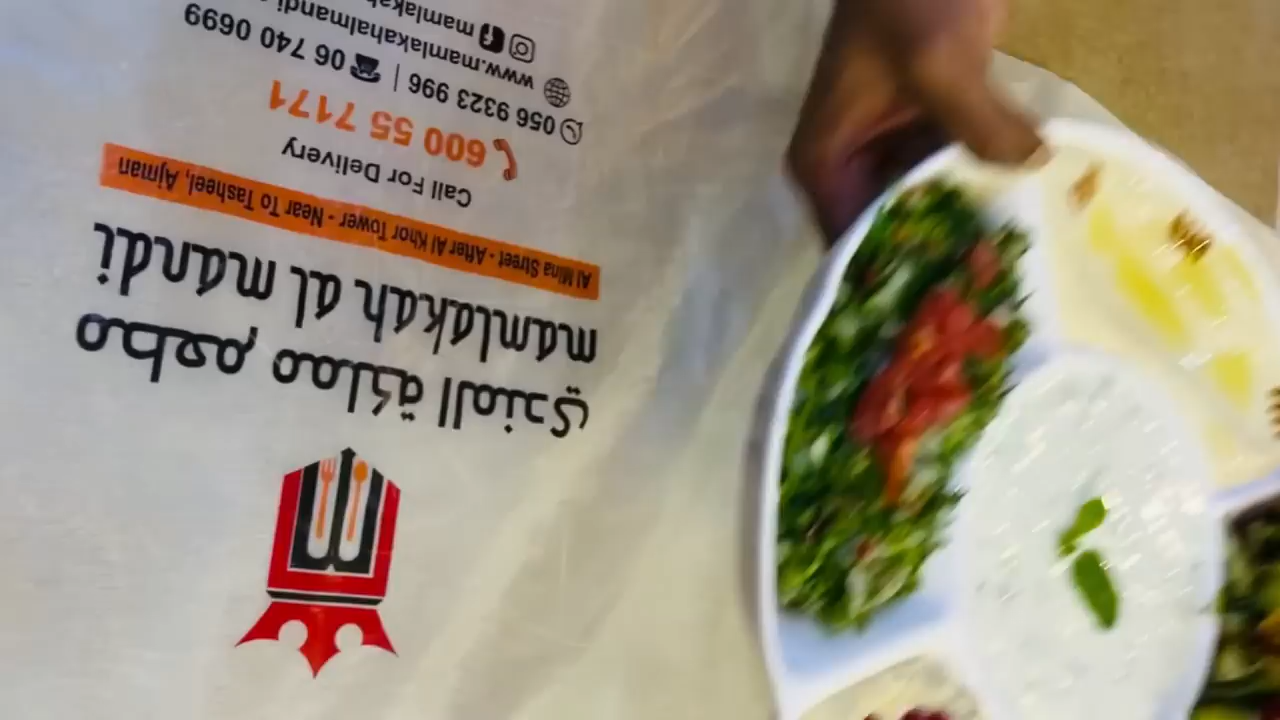 مطعم مملكة المندي
mamlakah al mandi
Al Mina Street - After Al Khor Tower - Near To Tasheel, Ajman
Call For Delivery
600 55 7171
056 9323 996 | 06 740 0699
www.mamlakahalmandi.